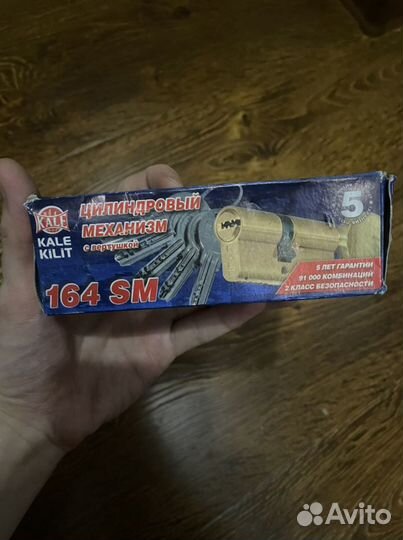 KALE
KALE
KiLiT
ЦИЛИНДРОВЫЙ
МЕХАНИЗМ
с вертушкой
164 SM
5
5 ЛЕТ ГАРАНТИИ
91 000 КОМБИНАЦИЙ
2 КЛАСС БЕЗОПАСНОСТИ
Avito